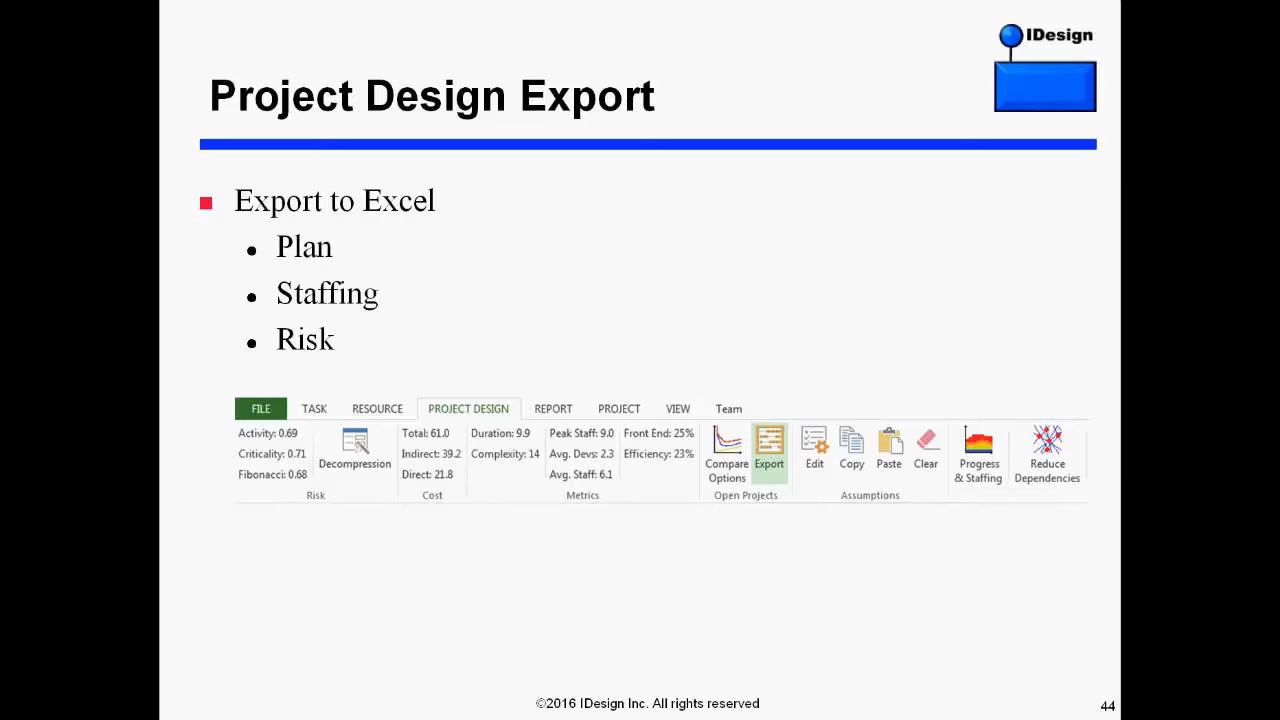 IDesign
Project Design Export
Export to Excel
Plan
Staffing
Risk
FILE TASK RESOURCE PROJECT DESIGN REPORT PROJECT VIEW Team
Activity: 0.69 Total: 61.0 Duration: 9.9 Peak Staff: 9.0 Front End: 25%
Criticality: 0.71 Indirect: 39.2 Complexity: 14 Avg. Devs: 2.3 Efficiency: 23%
Decompression Compare Export Edit Copy Paste Clear Progress Reduce
Fibonacci: 0.68 Direct: 21.8 Avg. Staff: 6.1 Options & Staffing Dependencies
Risk Cost Metrics Open Projects Assumptions
©2016 IDesign Inc. All rights reserved
44